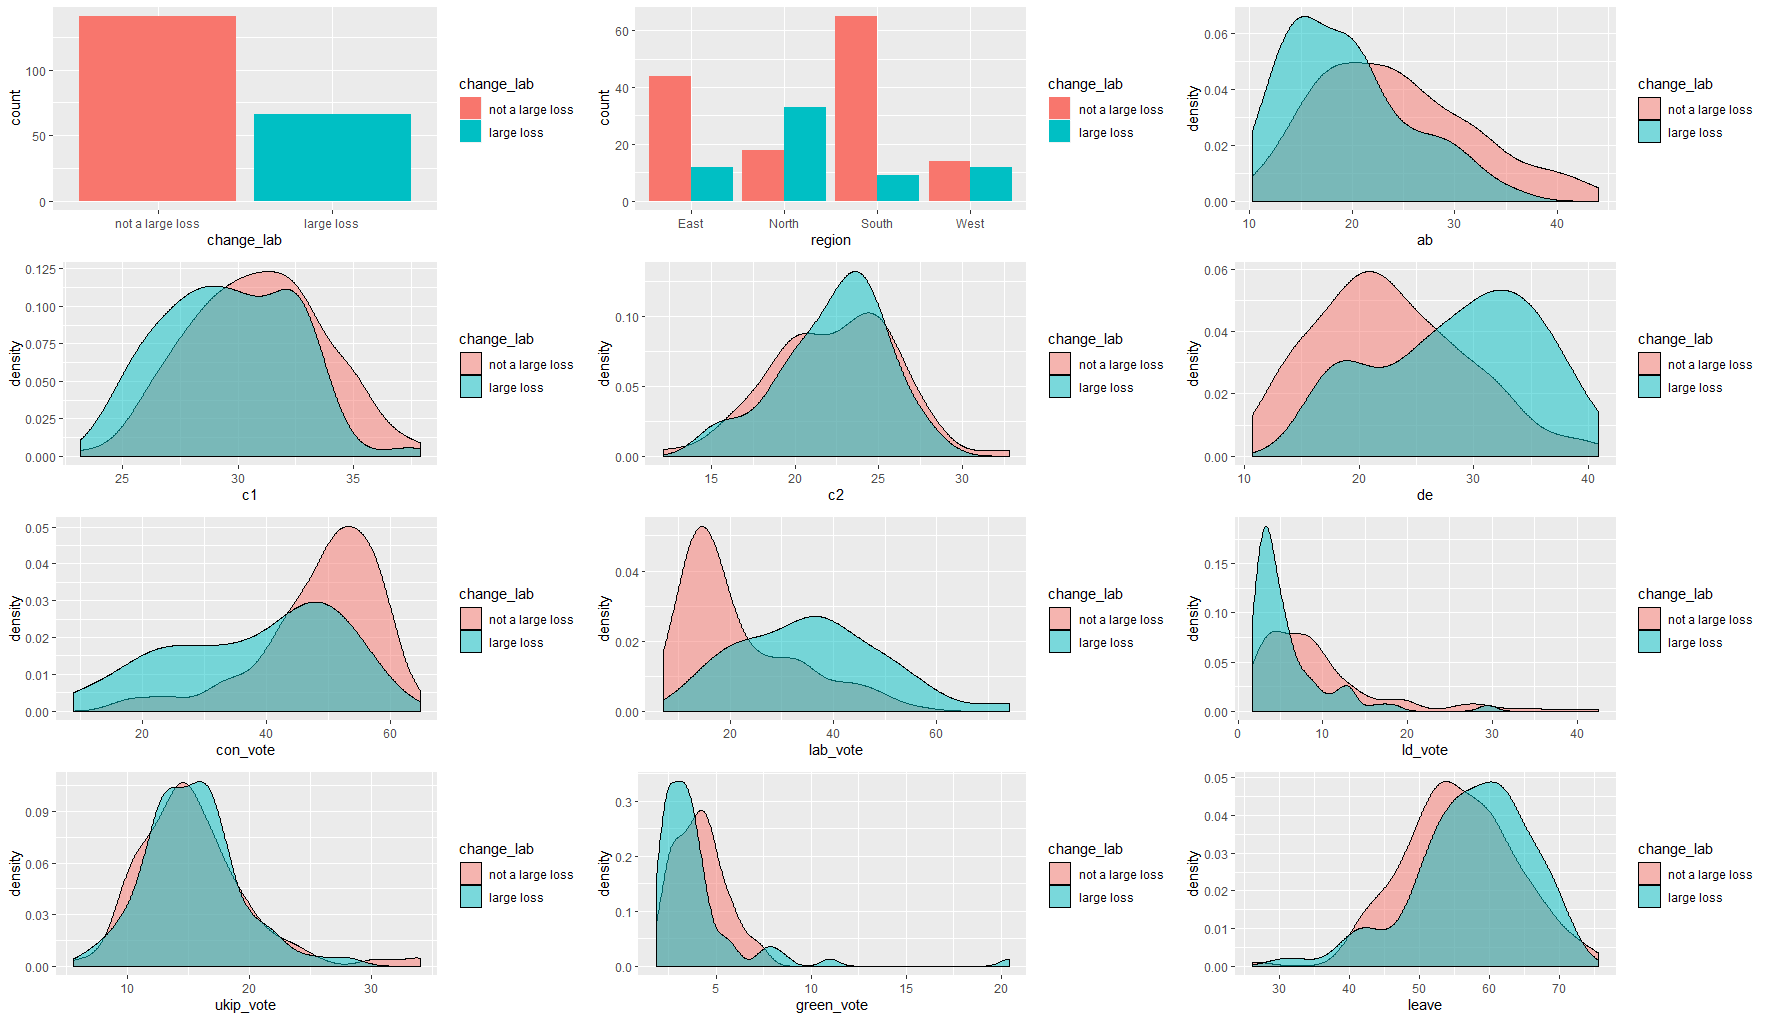 count
100
50
0
not a large loss
large loss
change_lab
change_lab
not a large loss
large loss
count
60
40
20
0
East
North
South
West
region
change_lab
not a large loss
large loss
density
0.06
0.04
0.02
0.00
10
20
30
40
ab
change_lab
not a large loss
large loss
density
0.125
0.100
0.075
0.050
0.025
0.000
25
30
35
c1
change_lab
not a large loss
large loss
density
0.10
0.05
0.00
15
20
25
30
c2
change_lab
not a large loss
large loss
density
0.06
0.04
0.02
0.00
10
20
30
40
de
change_lab
not a large loss
large loss
density
0.05
0.04
0.03
0.02
0.01
0.00
20
40
60
con_vote
change_lab
not a large loss
large loss
density
0.04
0.02
0.00
20
40
60
lab_vote
change_lab
not a large loss
large loss
density
0.15
0.10
0.05
0.00
0
10
20
30
40
ld_vote
change_lab
not a large loss
large loss
density
0.09
0.06
0.03
0.00
10
20
30
ukip_vote
change_lab
not a large loss
large loss
density
0.3
0.2
0.1
0.0
5
10
15
20
green_vote
change_lab
not a large loss
large loss
density
0.05
0.04
0.03
0.02
0.01
0.00
30
40
50
60
70
leave
change_lab
not a large loss
large loss